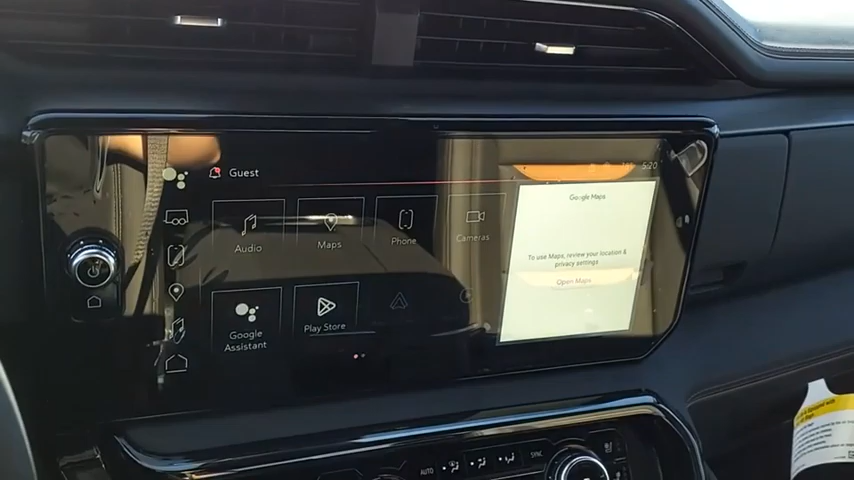 Guest
5:20
Google Maps
Audio
Maps
Phone
Cameras
To use Maps, review your location &
privacy settings
Open Maps
Google
Assistant
Play Store
AUTO
SYNC